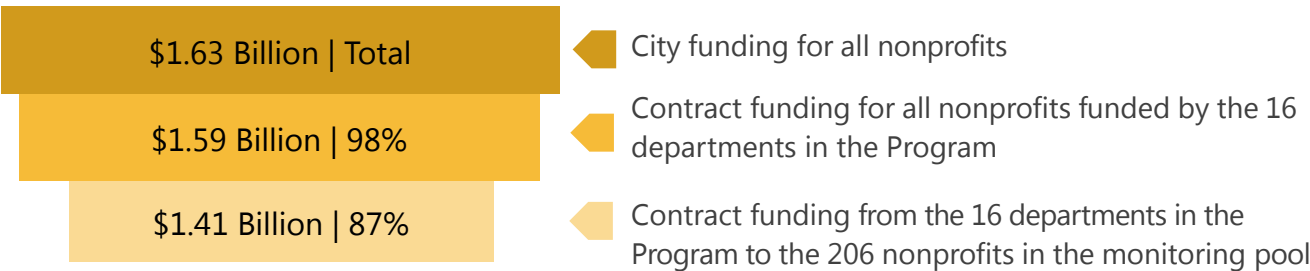 $1.63 Billion | Total
City funding for all nonprofits
$1.59 Billion | 98%
Contract funding for all nonprofits funded by the 16
departments in the Program
$1.41 Billion | 87%
Contract funding from the 16 departments in the
Program to the 206 nonprofits in the monitoring pool